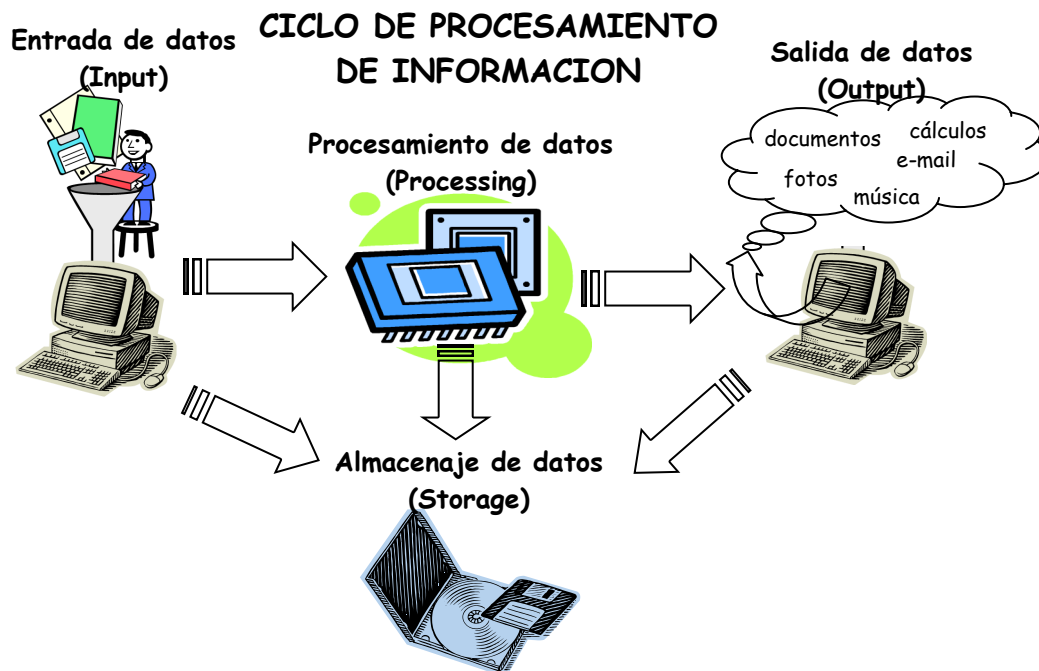 CICLO DE PROCESAMIENTO
DE INFORMACION
Entrada de datos
(Input)
Procesamiento de datos
(Processing)
Salida de datos
(Output)
documentos
cálculos
e-mail
fotos
música
Almacenaje de datos
(Storage)